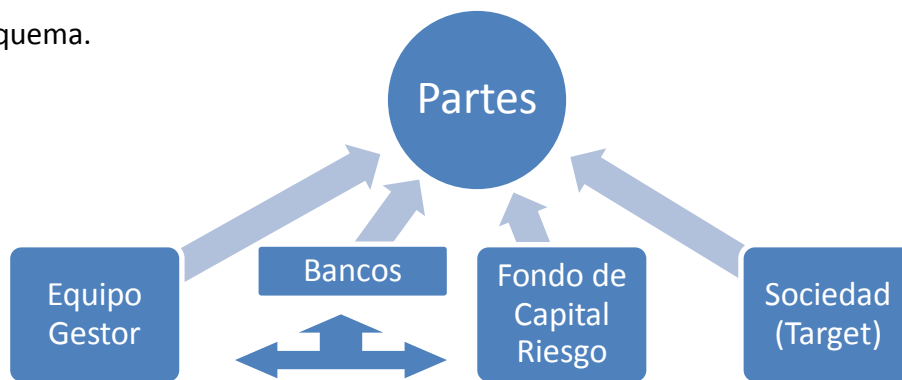 quema.
Partes
Equipo
Gestor
Bancos
Fondo de
Capital
Riesgo
Sociedad
(Target)